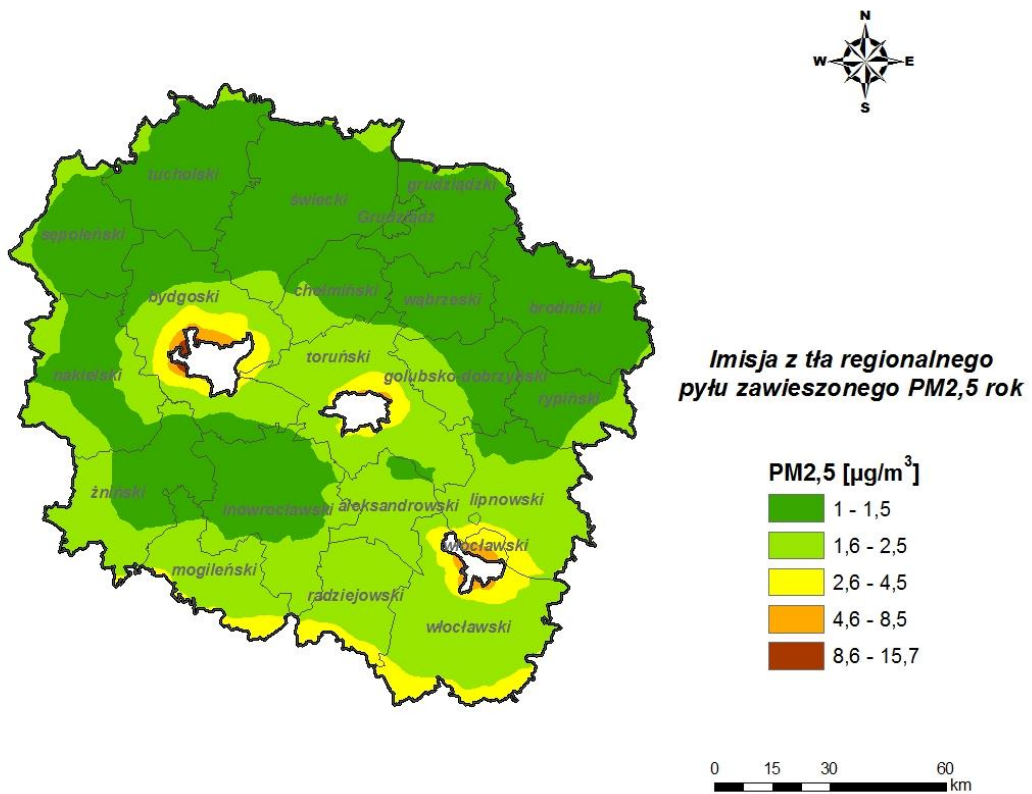 N
W E
S
tucholski
świecki
grudziądzki
Grudziądz
sępoleński
bydgoski
chełmiński
wąbrzeski
brodnicki
toruński
nakielski
golubsko-dobrzyński
rypiński
żniński
inowrocławski
aleksandrowski
lipnowski
włocławski
mogileński
radziejowski
włocławski
Imisja z tła regionalnego
pyłu zawieszonego PM2,5 rok
PM2,5 [µg/m³]
1 - 1,5
1,6 - 2,5
2,6 - 4,5
4,6 - 8,5
8,6 - 15,7
0 15 30 60
km